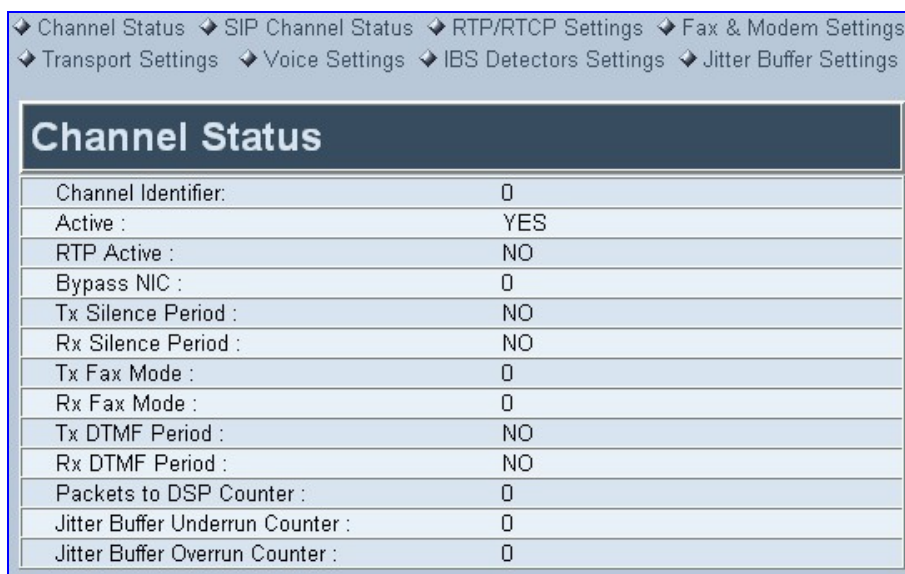 Channel Status SIP Channel Status RTP/RTCP Settings Fax & Modem Settings
Transport Settings Voice Settings IBS Detectors Settings Jitter Buffer Settings
Channel Status
Channel Identifier: 0
Active : YES
RTP Active : NO
Bypass NIC : 0
Tx Silence Period : NO
Rx Silence Period : NO
Tx Fax Mode : 0
Rx Fax Mode : 0
Tx DTMF Period : NO
Rx DTMF Period : NO
Packets to DSP Counter : 0
Jitter Buffer Underrun Counter : 0
Jitter Buffer Overrun Counter : 0